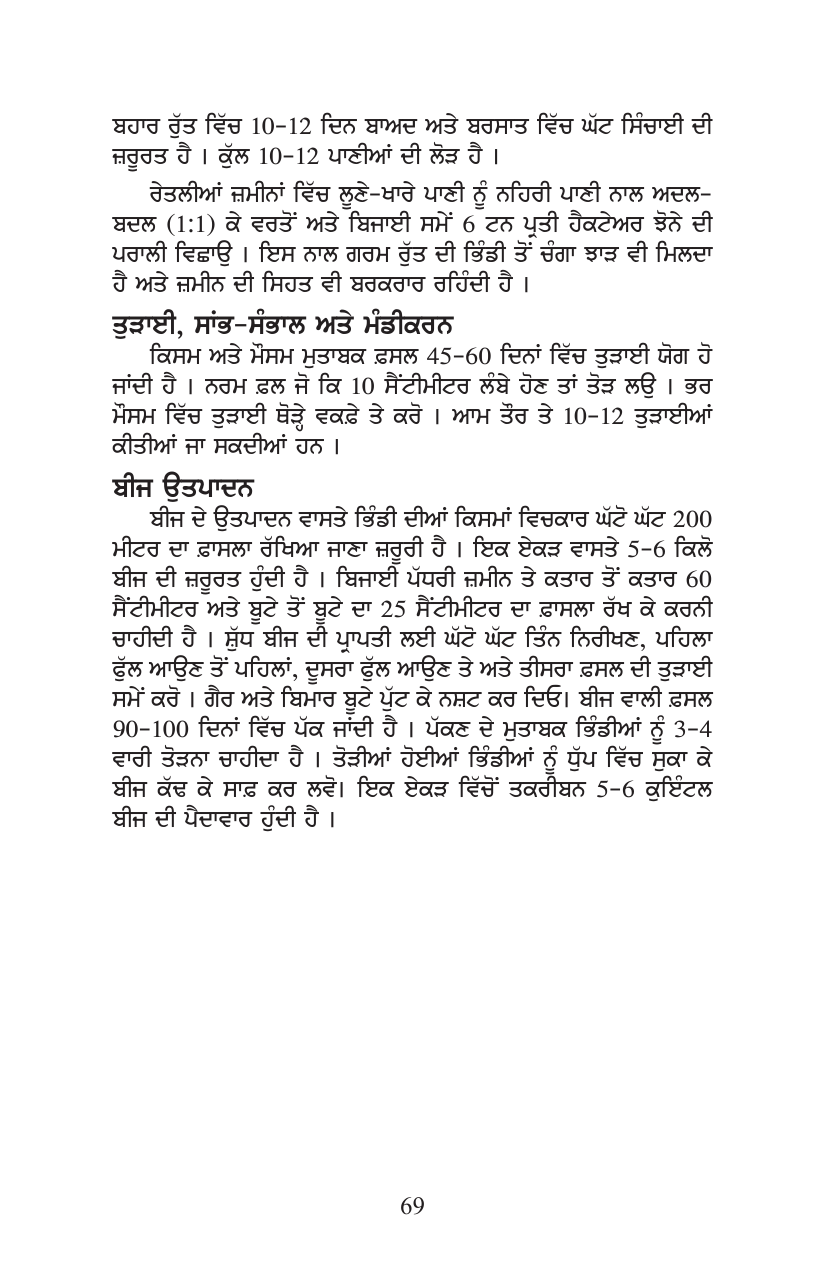 ਬਹਾਰ ਰੁੱਤ ਵਿੱਚ 10-12 ਦਿਨ ਬਾਅਦ ਅਤੇ ਬਰਸਾਤ ਵਿੱਚ ਘੱਟ ਸਿੰਚਾਈ ਦੀ
ਜ਼ਰੂਰਤ ਹੈ । ਕੁੱਲ 10-12 ਪਾਣੀਆਂ ਦੀ ਲੋੜ ਹੈ ।
ਰੇਤਲੀਆਂ ਜ਼ਮੀਨਾਂ ਵਿੱਚ ਲੂਣੇ-ਖਾਰੇ ਪਾਣੀ ਨੂੰ ਨਹਿਰੀ ਪਾਣੀ ਨਾਲ ਅਦਲ-
ਬਦਲ (1:1) ਕੇ ਵਰਤੋਂ ਅਤੇ ਬਿਜਾਈ ਸਮੇਂ 6 ਟਨ ਪ੍ਰਤੀ ਹੈਕਟੇਅਰ ਝੋਨੇ ਦੀ
ਪਰਾਲੀ ਵਿਛਾਉ । ਇਸ ਨਾਲ ਗਰਮ ਰੁੱਤ ਦੀ ਭਿੰਡੀ ਤੋਂ ਚੰਗਾ ਝਾੜ ਵੀ ਮਿਲਦਾ
ਹੈ ਅਤੇ ਜ਼ਮੀਨ ਦੀ ਸਿਹਤ ਵੀ ਬਰਕਰਾਰ ਰਹਿੰਦੀ ਹੈ ।
ਤੁੜਾਈ, ਸਾਂਭ-ਸੰਭਾਲ ਅਤੇ ਮੰਡੀਕਰਨ
ਕਿਸਮ ਅਤੇ ਮੌਸਮ ਮੁਤਾਬਕ ਫ਼ਸਲ 45-60 ਦਿਨਾਂ ਵਿੱਚ ਤੁੜਾਈ ਯੋਗ ਹੋ
ਜਾਂਦੀ ਹੈ । ਨਰਮ ਫ਼ਲ ਜੋ ਕਿ 10 ਸੈਂਟੀਮੀਟਰ ਲੰਬੇ ਹੋਣ ਤਾਂ ਤੋੜ ਲਉ । ਭਰ
ਮੌਸਮ ਵਿੱਚ ਤੁੜਾਈ ਥੋੜ੍ਹੇ ਵਕਫ਼ੇ ਤੇ ਕਰੋ । ਆਮ ਤੌਰ ਤੇ 10-12 ਤੁੜਾਈਆਂ
ਕੀਤੀਆਂ ਜਾ ਸਕਦੀਆਂ ਹਨ ।
ਬੀਜ ਉਤਪਾਦਨ
ਬੀਜ ਦੇ ਉਤਪਾਦਨ ਵਾਸਤੇ ਭਿੰਡੀ ਦੀਆਂ ਕਿਸਮਾਂ ਵਿਚਕਾਰ ਘੱਟੋ ਘੱਟ 200
ਮੀਟਰ ਦਾ ਫ਼ਾਸਲਾ ਰੱਖਿਆ ਜਾਣਾ ਜ਼ਰੂਰੀ ਹੈ । ਇਕ ਏਕੜ ਵਾਸਤੇ 5-6 ਕਿਲੋ
ਬੀਜ ਦੀ ਜ਼ਰੂਰਤ ਹੁੰਦੀ ਹੈ । ਬਿਜਾਈ ਪੱਧਰੀ ਜ਼ਮੀਨ ਤੇ ਕਤਾਰ ਤੋਂ ਕਤਾਰ 60
ਸੈਂਟੀਮੀਟਰ ਅਤੇ ਬੂਟੇ ਤੋਂ ਬੂਟੇ ਦਾ 25 ਸੈਂਟੀਮੀਟਰ ਦਾ ਫ਼ਾਸਲਾ ਰੱਖ ਕੇ ਕਰਨੀ
ਚਾਹੀਦੀ ਹੈ । ਸ਼ੁੱਧ ਬੀਜ ਦੀ ਪ੍ਰਾਪਤੀ ਲਈ ਘੱਟੋ ਘੱਟ ਤਿੰਨ ਨਿਰੀਖਣ, ਪਹਿਲਾ
ਫੁੱਲ ਆਉਣ ਤੋਂ ਪਹਿਲਾਂ, ਦੂਸਰਾ ਫੁੱਲ ਆਉਣ ਤੇ ਅਤੇ ਤੀਸਰਾ ਫ਼ਸਲ ਦੀ ਤੁੜਾਈ
ਸਮੇਂ ਕਰੋ । ਗੈਰ ਅਤੇ ਬਿਮਾਰ ਬੂਟੇ ਪੁੱਟ ਕੇ ਨਸ਼ਟ ਕਰ ਦਿਓ। ਬੀਜ ਵਾਲੀ ਫ਼ਸਲ
90-100 ਦਿਨਾਂ ਵਿੱਚ ਪੱਕ ਜਾਂਦੀ ਹੈ । ਪੱਕਣ ਦੇ ਮੁਤਾਬਕ ਭਿੰਡੀਆਂ ਨੂੰ 3-4
ਵਾਰੀ ਤੋੜਨਾ ਚਾਹੀਦਾ ਹੈ । ਤੋੜੀਆਂ ਹੋਈਆਂ ਭਿੰਡੀਆਂ ਨੂੰ ਧੁੱਪ ਵਿੱਚ ਸੁਕਾ ਕੇ
ਬੀਜ ਕੱਢ ਕੇ ਸਾਫ਼ ਕਰ ਲਵੋ। ਇਕ ਏਕੜ ਵਿੱਚੋਂ ਤਕਰੀਬਨ 5-6 ਕੁਇੰਟਲ
ਬੀਜ ਦੀ ਪੈਦਾਵਾਰ ਹੁੰਦੀ ਹੈ ।
69